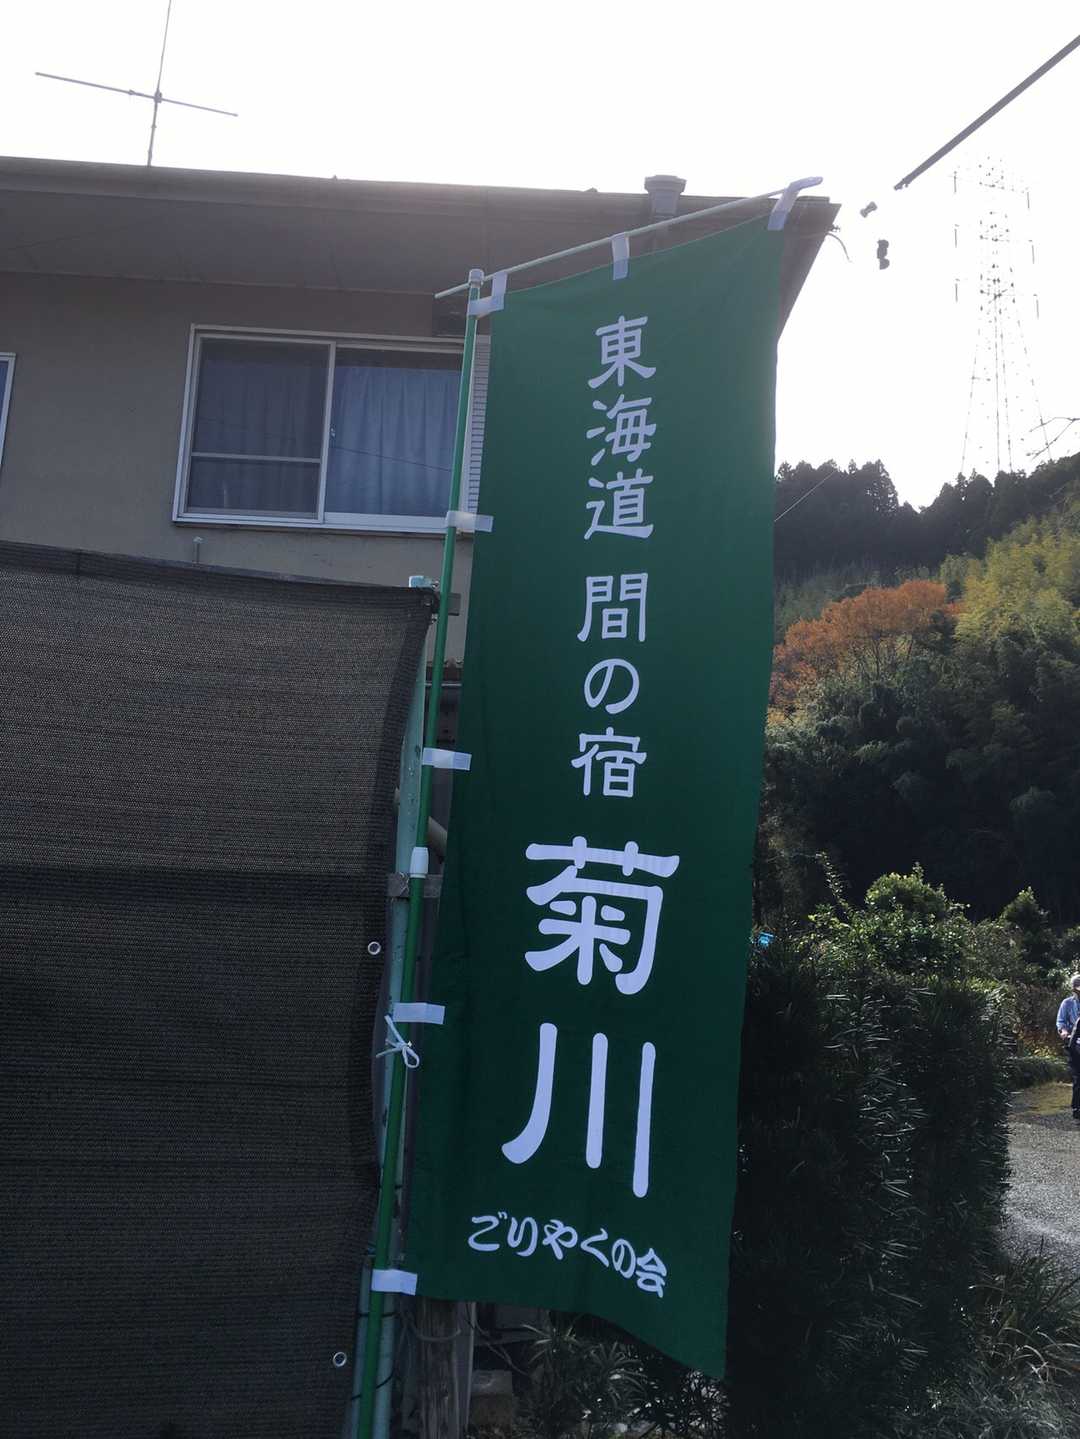 東海道 間の宿
菊川
ごりやくの会